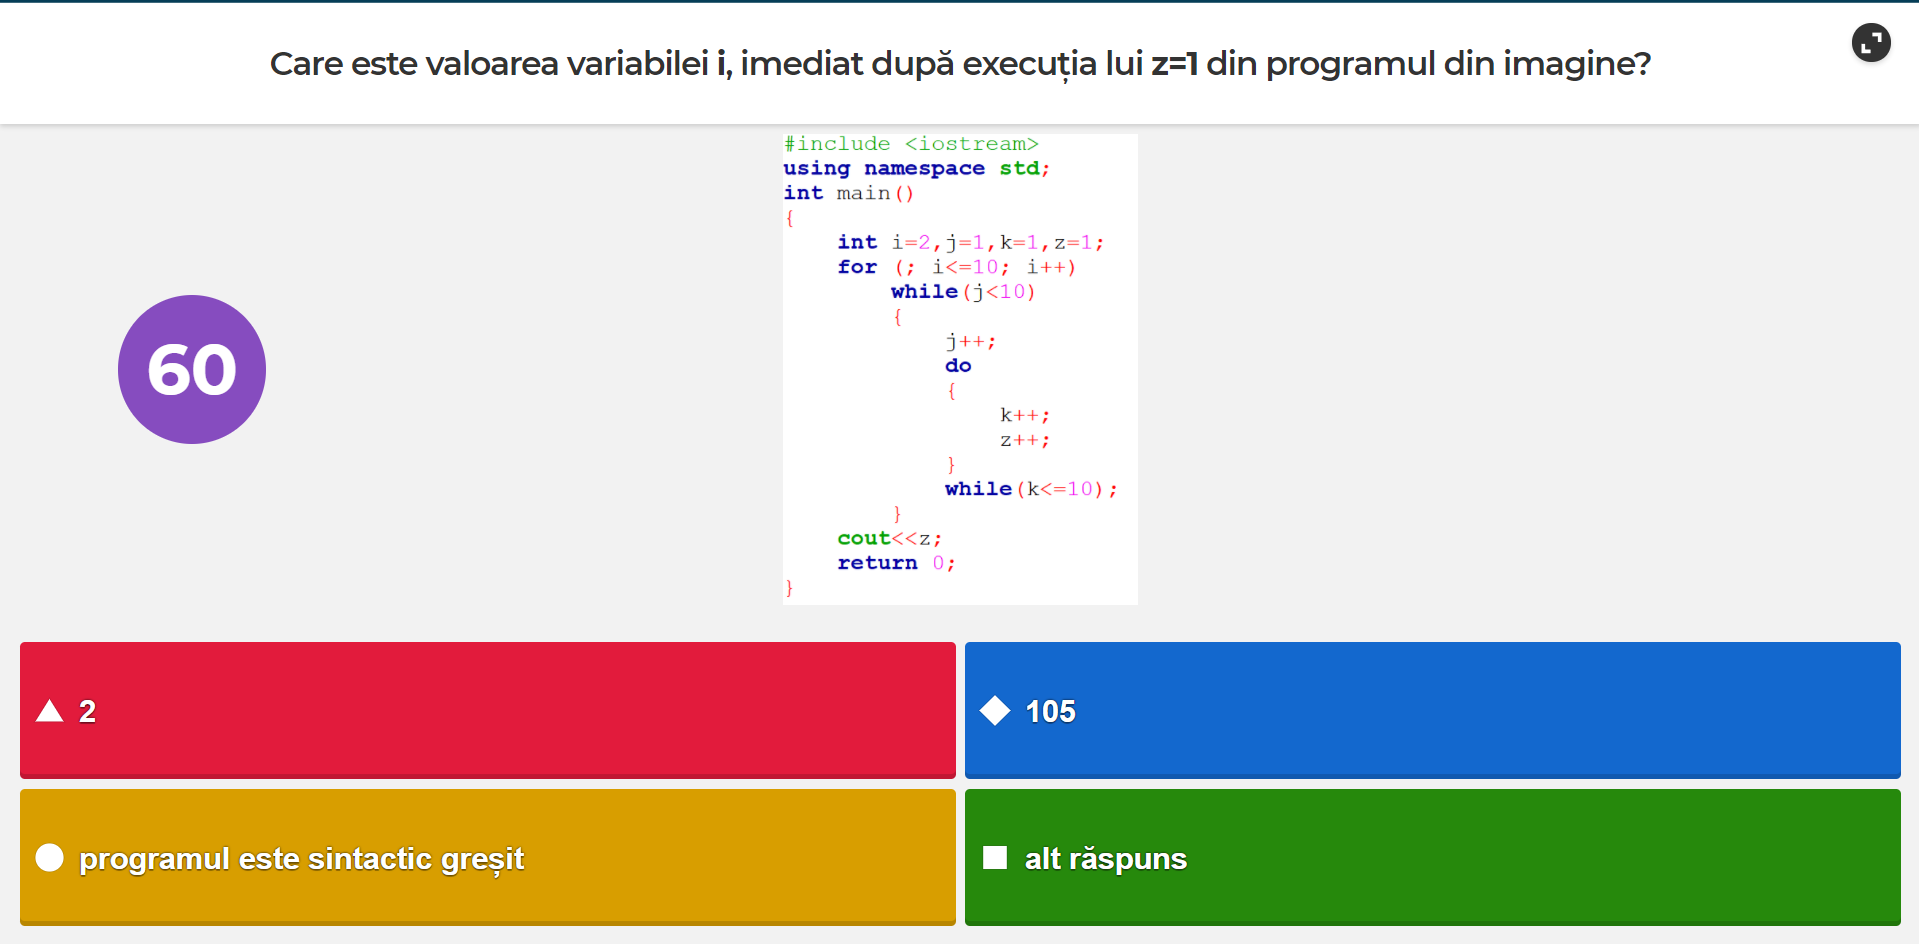 Care este valoarea variabilei i, imediat după execuția lui z=1 din programul din imagine?
#include <iostream>
using namespace std;
int main()
{
int i=2,j=1,k=1,z=1;
for (; i<=10; i++)
while(j<10)
{
j++;
do
{
k++;
z++;
}
while(k<=10);
}
cout<<z;
return 0;
}
60
2
105
programul este sintactic greșit
alt răspuns